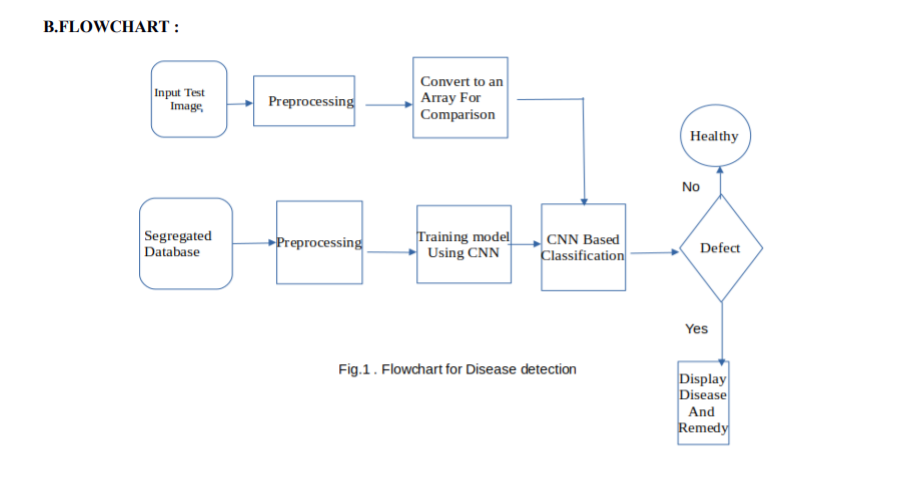 B.FLOWCHART :
Input Test
Image,
Preprocessing
Convert to an
Array For
Comparison
Healthy
No
Segregated
Database
Preprocessing
Training model
Using CNN
CNN Based
Classification
Defect
Yes
Fig.1 . Flowchart for Disease detection
Display
Disease
And
Remedy